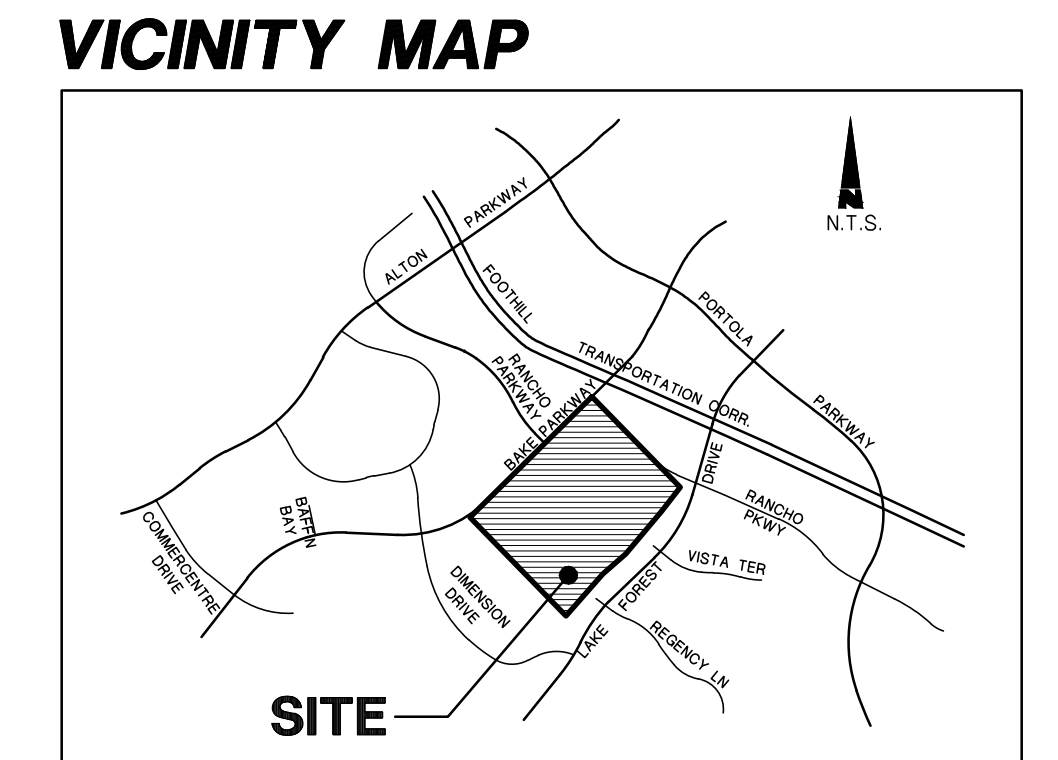 VICINITY MAP
N
N.T.S.
ALTON PARKWAY
FOOTHILL
TRANSPORTATION CORR.
PORTOLA
PARKWAY
RANCHO
PARKWAY
BAKE PARKWAY
DRIVE
RANCHO
PKWY
BAFFIN
BAY
COMMERCENTRE
DRIVE
VISTA TER
DIMENSION
DRIVE
LAKE FOREST
REGENCY LN
SITE